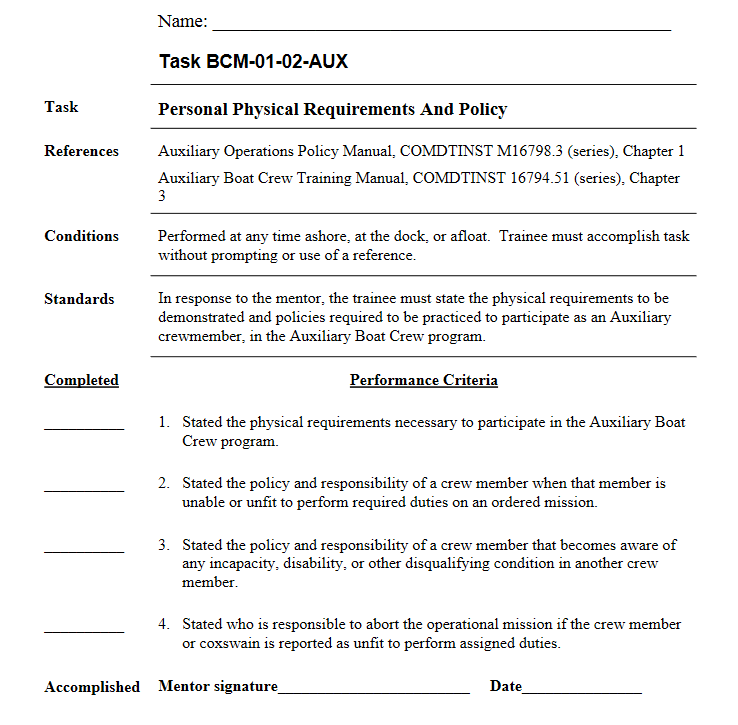 Name:
Task BCM-01-02-AUX
Task
Personal Physical Requirements And Policy
References
Auxiliary Operations Policy Manual, COMDTINST M16798.3 (series), Chapter 1
Auxiliary Boat Crew Training Manual, COMDTINST 16794.51 (series), Chapter
3
Conditions
Performed at any time ashore, at the dock, or afloat. Trainee must accomplish task
without prompting or use of a reference.
Standards
In response to the mentor, the trainee must state the physical requirements to be
demonstrated and policies required to be practiced to participate as an Auxiliary
crewmember, in the Auxiliary Boat Crew program.
Completed
Performance Criteria
1. Stated the physical requirements necessary to participate in the Auxiliary Boat
Crew program.
2. Stated the policy and responsibility of a crew member when that member is
unable or unfit to perform required duties on an ordered mission.
3. Stated the policy and responsibility of a crew member that becomes aware of
any incapacity, disability, or other disqualifying condition in another crew
member.
4. Stated who is responsible to abort the operational mission if the crew member
or coxswain is reported as unfit to perform assigned duties.
Accomplished Mentor signature Date